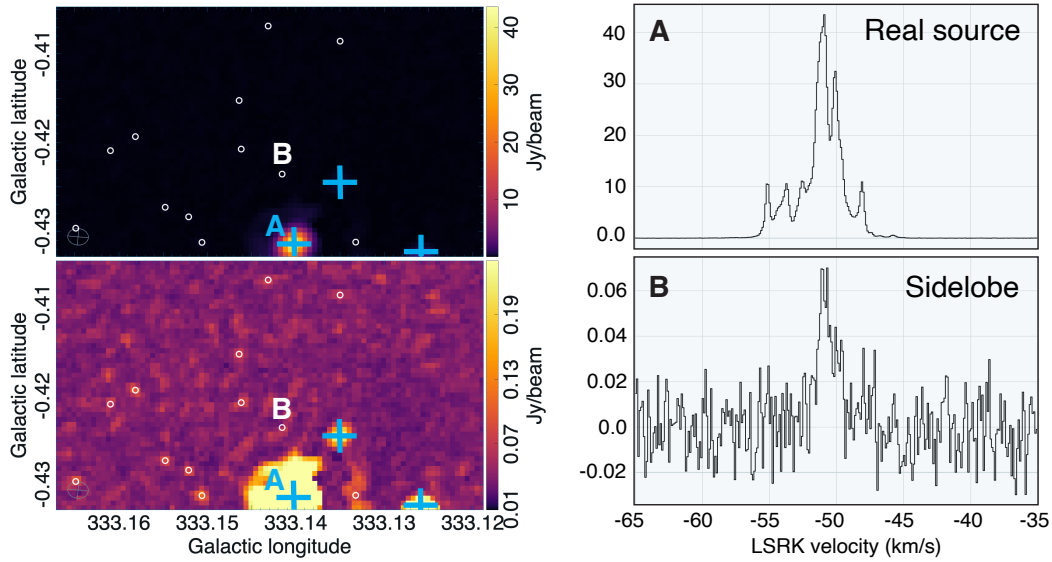 Galactic latitude
-0.41
-0.42
-0.43
B
A
40
30
20
10
Jy/beam
Galactic latitude
-0.41
-0.42
-0.43
B
A
0.19
0.13
0.07
0.01
Jy/beam
333.16 333.15 333.14 333.13 333.12
Galactic longitude
A Real source
40
30
20
10
0.0
B Sidelobe
0.06
0.04
0.02
0.0
-0.02
-65 -60 -55 -50 -45 -40 -35
LSRK velocity (km/s)